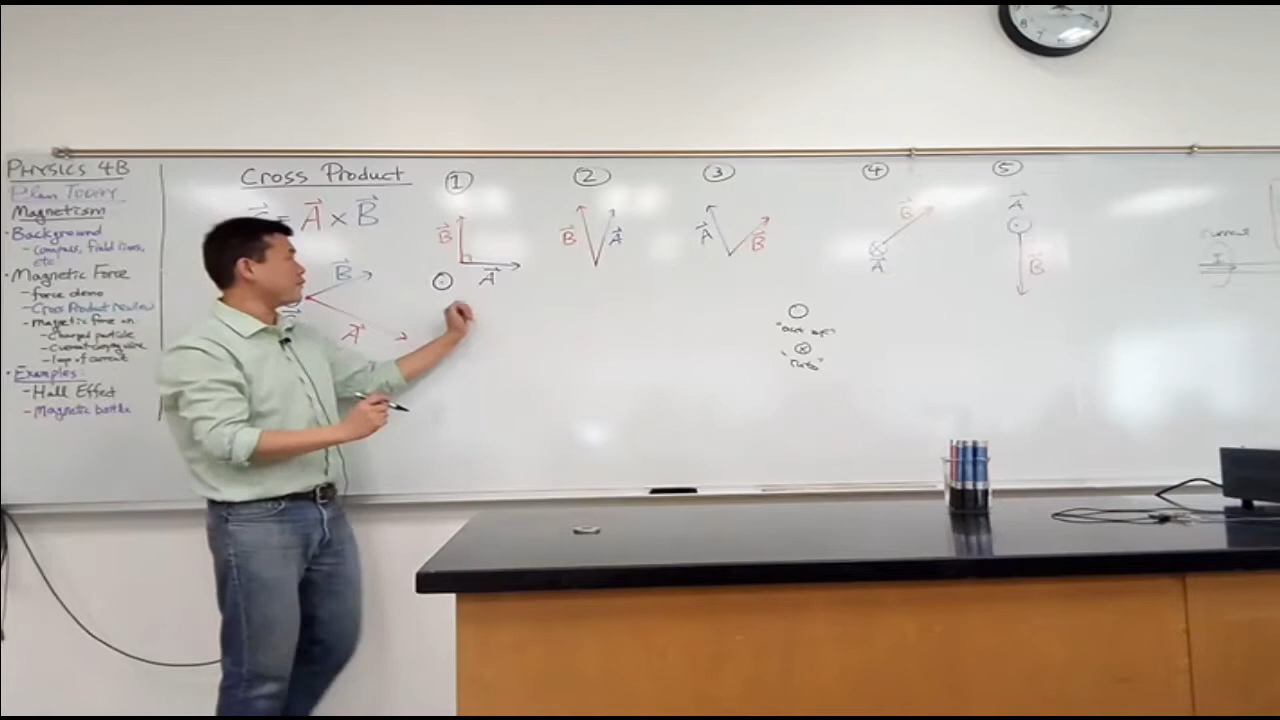 PHYSICS 4B
Plan Today
Magnetism
• Background
- compass, field lines,
etc
• Magnetic Force
- force demo
- Cross Product review
- Magnetic force on
- Charged particle
- Current carrying wire
- loop of current
• Examples:
- Hall Effect
- Magnetic bottle
Cross Product
= A⃗ × B⃗
B⃗
A⃗
①
B⃗
A⃗
②
B⃗ A⃗
③
A⃗ B⃗
④
B⃗
A⃗
⑤
A⃗
B⃗
"out of"
"into"
current
I